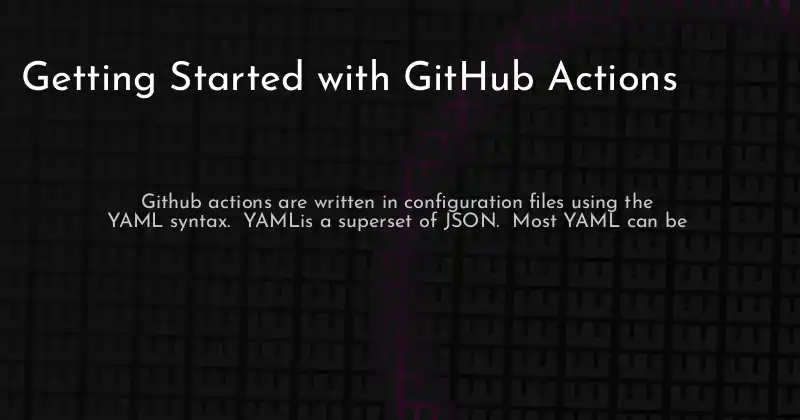 Getting Started with GitHub Actions
Github actions are written in configuration files using the
YAML syntax.  YAMLis a superset of JSON.  Most YAML can be